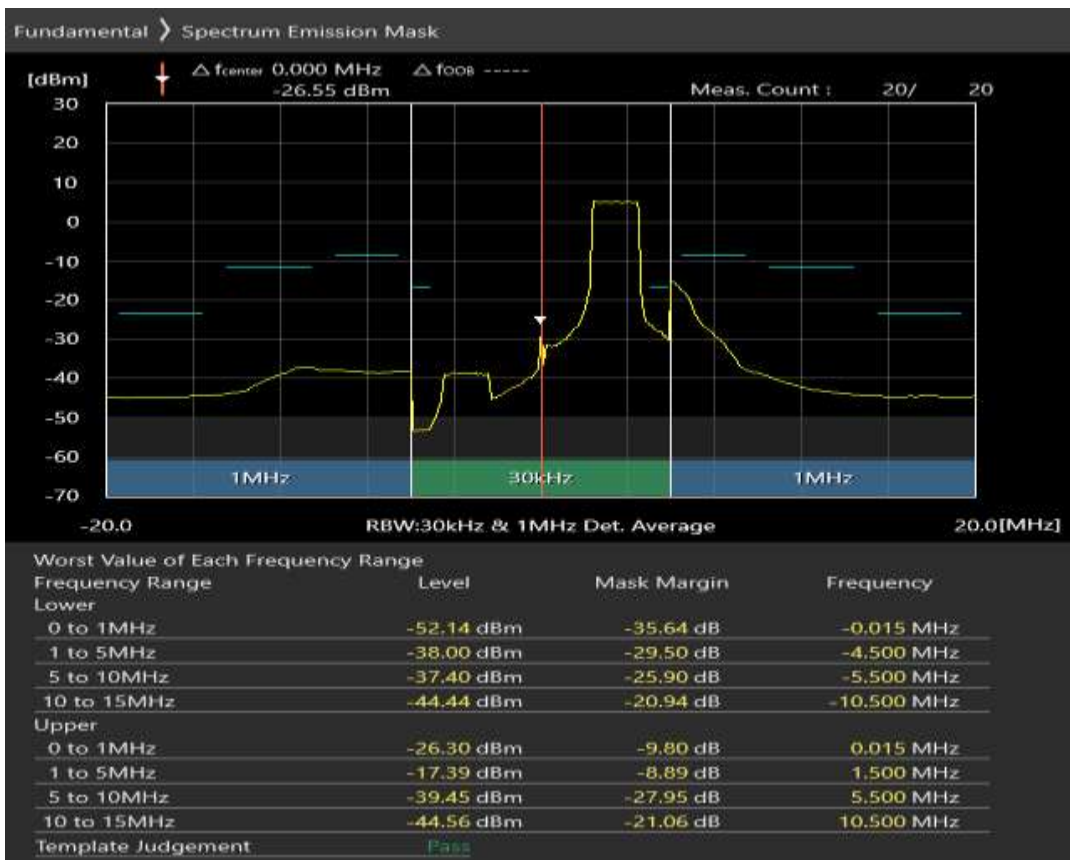 Fundamental ❯ Spectrum Emission Mask
[dBm] △ fcenter 0.000 MHz △ fOOB -----
-26.55 dBm Meas. Count : 20/ 20
30
20
10
0
-10
-20
-30
-40
-50
-60
1MHz 30kHz 1MHz
-70
-20.0 RBW:30kHz & 1MHz Det. Average 20.0[MHz]
Worst Value of Each Frequency Range
Frequency Range Level Mask Margin Frequency
Lower
0 to 1MHz -52.14 dBm -35.64 dB -0.015 MHz
1 to 5MHz -38.00 dBm -29.50 dB -4.500 MHz
5 to 10MHz -37.40 dBm -25.90 dB -5.500 MHz
10 to 15MHz -44.44 dBm -20.94 dB -10.500 MHz
Upper
0 to 1MHz -26.30 dBm -9.80 dB 0.015 MHz
1 to 5MHz -17.39 dBm -8.89 dB 1.500 MHz
5 to 10MHz -39.45 dBm -27.95 dB 5.500 MHz
10 to 15MHz -44.56 dBm -21.06 dB 10.500 MHz
Template Judgement Pass